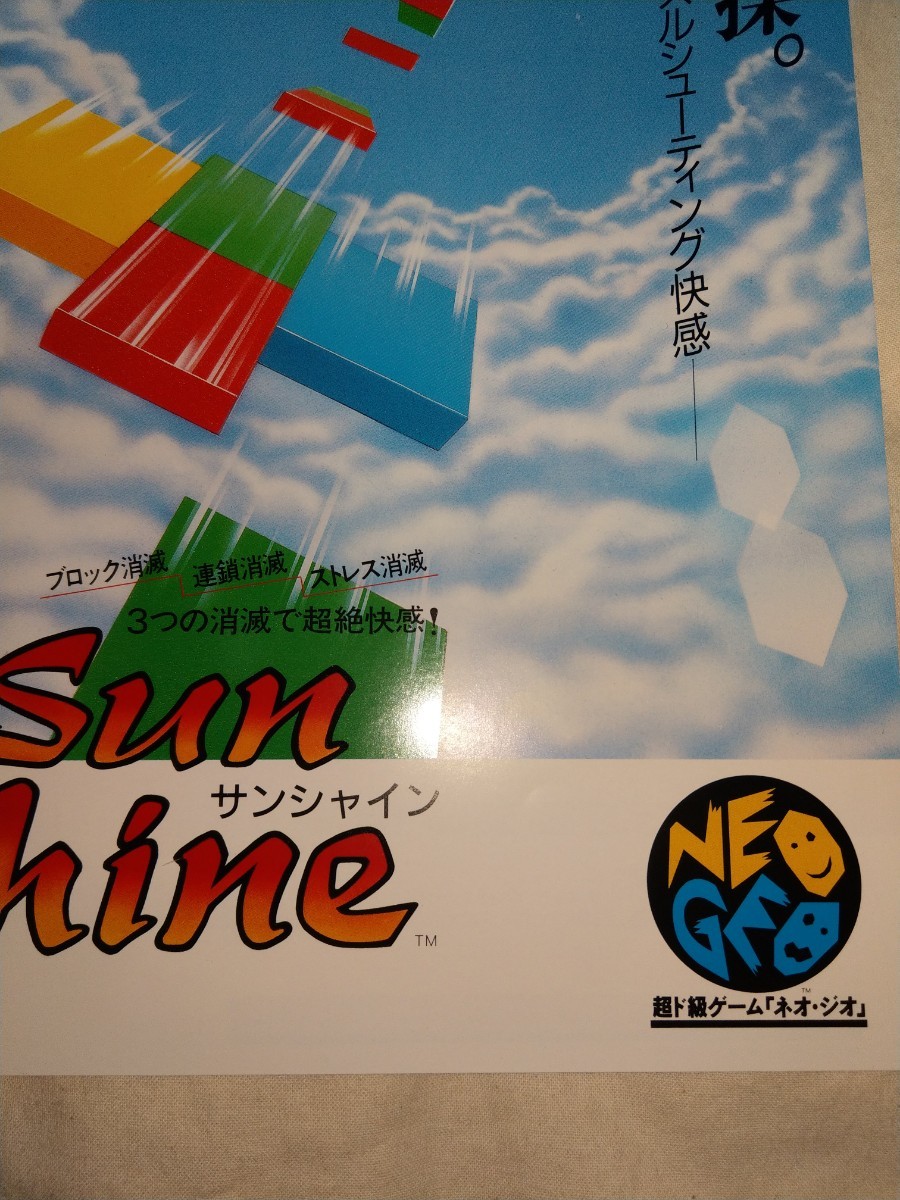 爆。
ズルシューティング快感——
ブロック消滅 連鎖消滅 ストレス消滅
3つの消滅で超絶快感!
Sun
サンシャイン
hine
TM
NEO
GEO
TM
超ド級ゲーム「ネオ・ジオ」